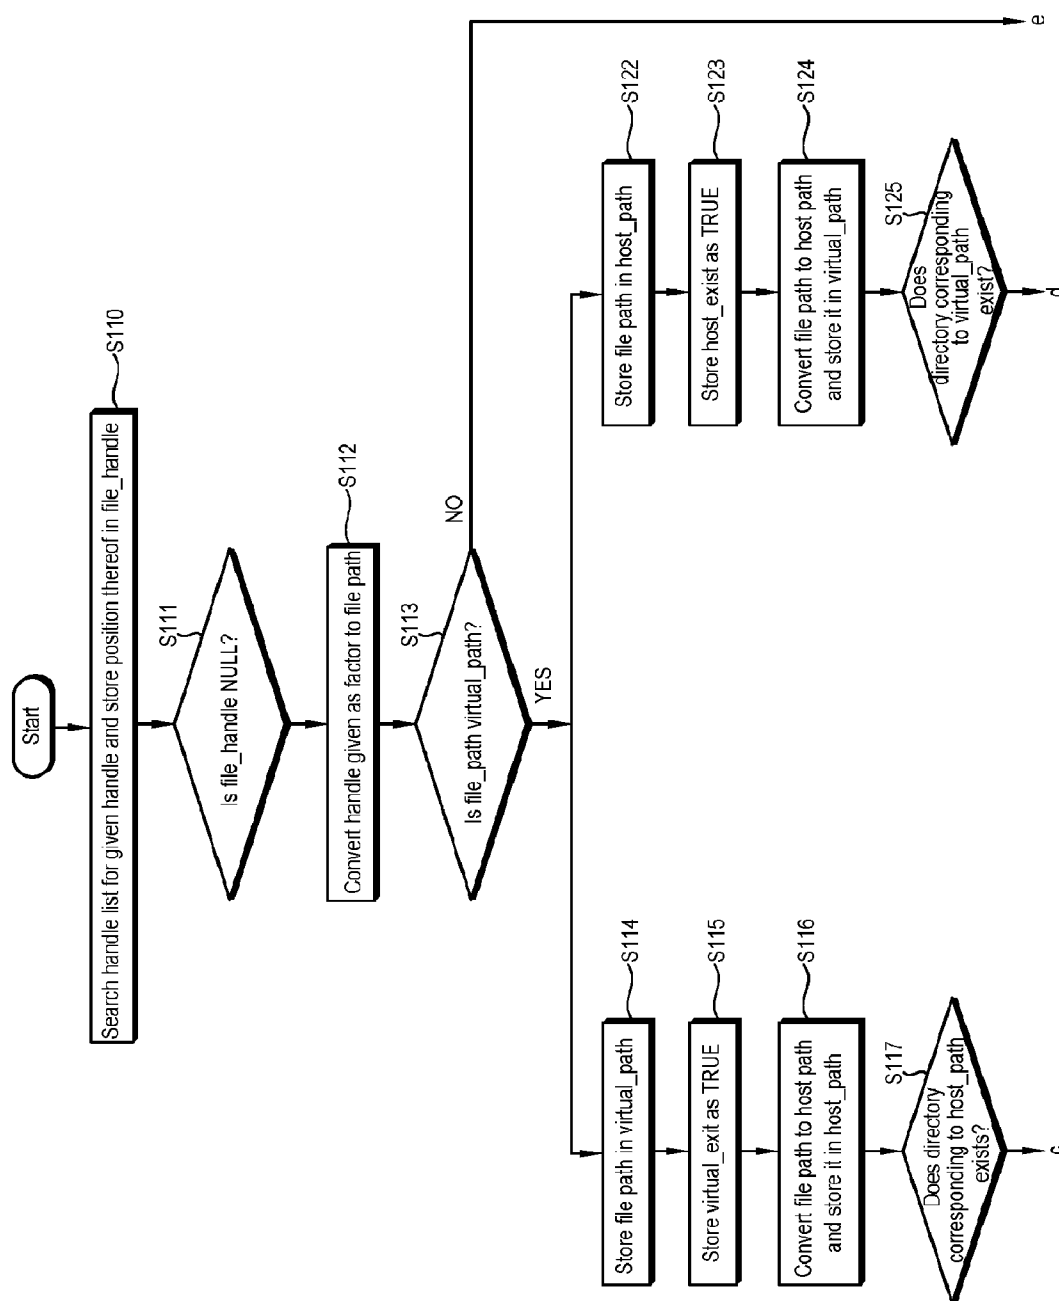 Start
Search handle list for given handle and store position thereof in file_handle
S110
Is file_handle NULL?
S111
Convert handle given as factor to file path
S112
Is file_path virtual_path?
S113
NO
YES
Store file path in virtual_path
S114
Store virtual_exit as TRUE
S115
Convert file path to host path
and store it in host_path
S116
Does directory
corresponding to host_path
exists?
S117
c
Store file path in host_path
S122
Store host_exist as TRUE
S123
Convert file path to host path
and store it in virtual_path
S124
Does
directory corresponding
to virtual_path
exist?
S125
d
e